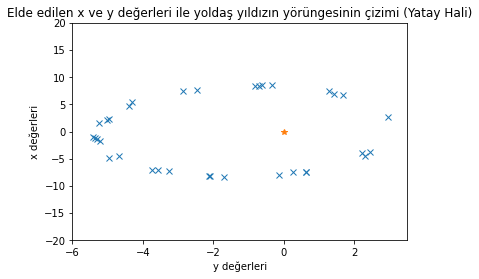 Elde edilen x ve y değerleri ile yoldaş yıldızın yörüngesinin çizimi (Yatay Hali)
20
15
10
5
0
−5
−10
−15
−20
x değerleri
−6 −4 −2 0 2
y değerleri